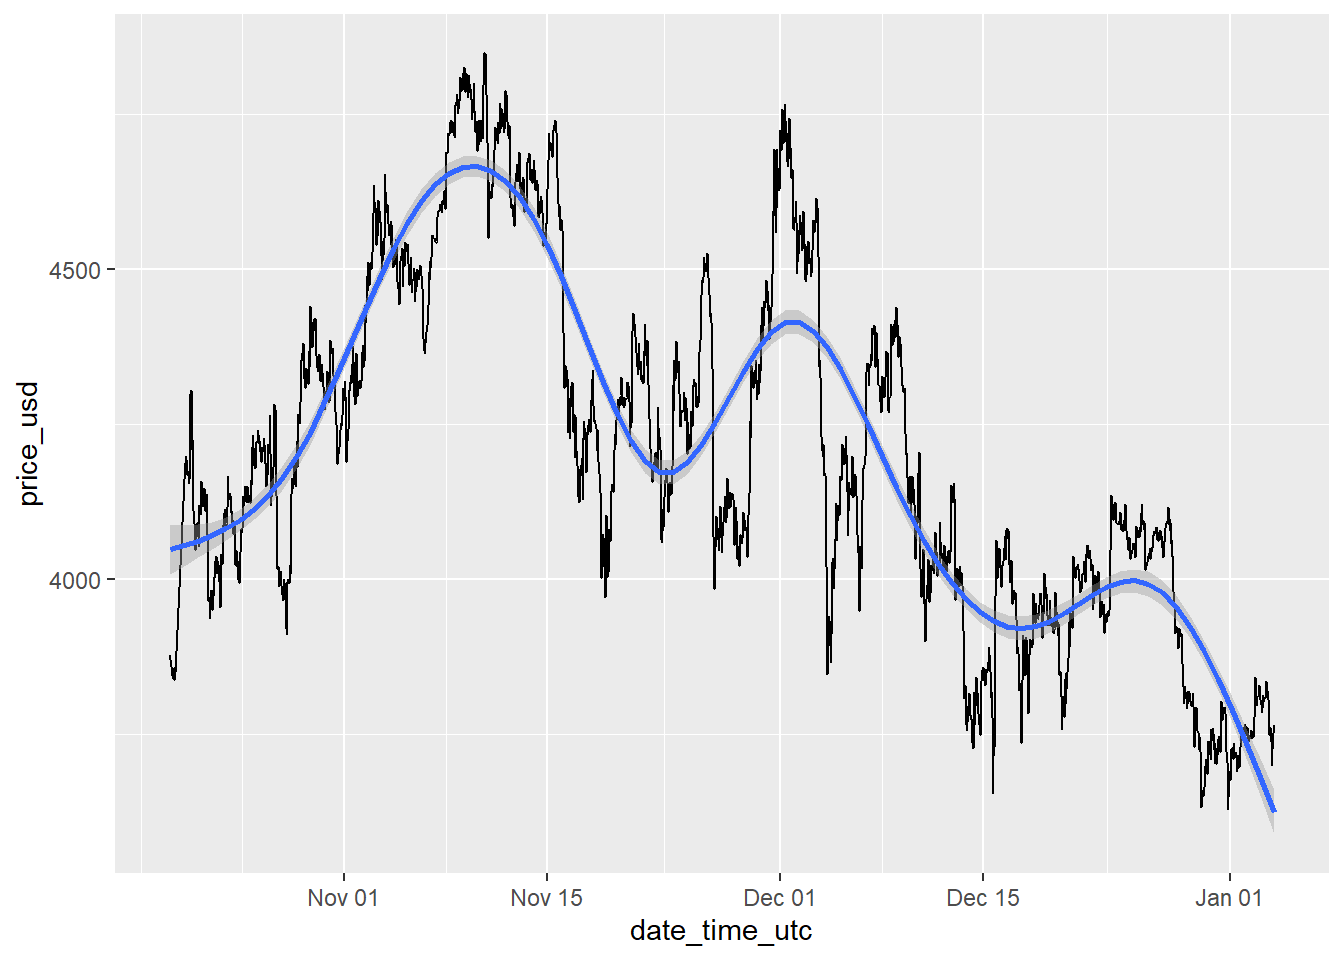 price_usd
4500
4000
Nov 01
Nov 15
Dec 01
Dec 15
Jan 01
date_time_utc